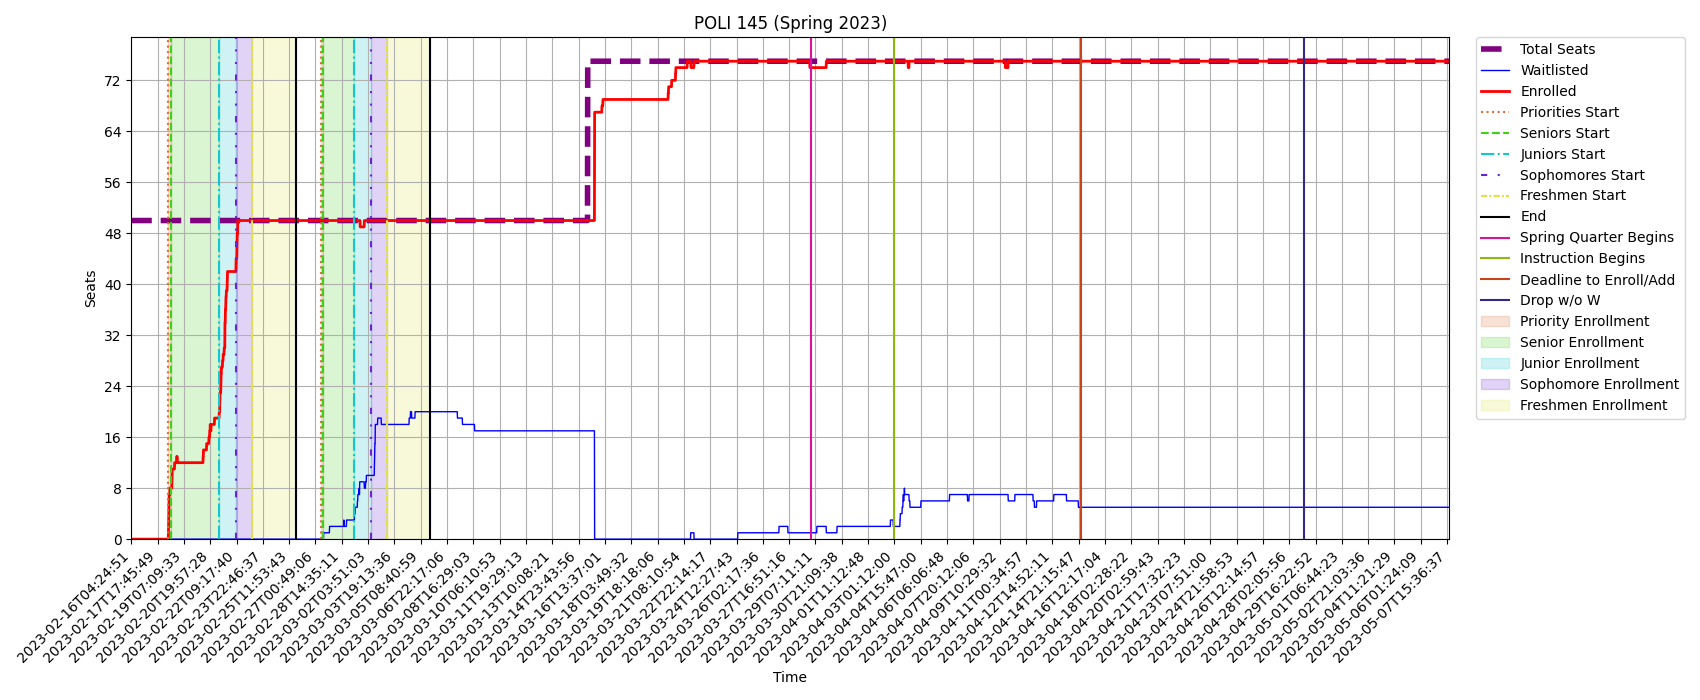 POLI 145 (Spring 2023)
Seats
72
64
56
48
40
32
24
16
8
0
2023-02-16T04:24:51
2023-02-17T17:45:49
2023-02-19T07:09:33
2023-02-20T19:57:28
2023-02-22T09:17:40
2023-02-23T22:46:37
2023-02-25T11:53:43
2023-02-27T00:49:06
2023-02-28T14:35:11
2023-03-02T03:51:03
2023-03-03T19:13:36
2023-03-05T08:40:59
2023-03-06T22:17:06
2023-03-08T16:29:03
2023-03-10T06:10:53
2023-03-11T19:29:13
2023-03-13T10:08:21
2023-03-14T23:43:56
2023-03-16T13:37:01
2023-03-18T03:49:32
2023-03-19T18:18:06
2023-03-21T08:10:54
2023-03-22T22:14:17
2023-03-24T12:27:43
2023-03-26T02:17:36
2023-03-27T16:51:16
2023-03-29T07:11:11
2023-03-30T21:09:38
2023-04-01T11:12:48
2023-04-03T01:12:00
2023-04-04T15:47:00
2023-04-06T06:06:48
2023-04-07T20:12:06
2023-04-09T10:29:32
2023-04-11T00:34:57
2023-04-12T14:52:11
2023-04-14T21:15:47
2023-04-16T12:17:04
2023-04-18T02:28:22
2023-04-20T02:59:43
2023-04-21T17:32:23
2023-04-23T07:51:00
2023-04-24T21:58:53
2023-04-26T12:14:57
2023-04-28T02:05:56
2023-04-29T16:22:52
2023-05-01T06:44:23
2023-05-02T21:03:36
2023-05-04T11:21:29
2023-05-06T01:24:09
2023-05-07T15:36:37
Time
Total Seats
Waitlisted
Enrolled
Priorities Start
Seniors Start
Juniors Start
Sophomores Start
Freshmen Start
End
Spring Quarter Begins
Instruction Begins
Deadline to Enroll/Add
Drop w/o W
Priority Enrollment
Senior Enrollment
Junior Enrollment
Sophomore Enrollment
Freshmen Enrollment